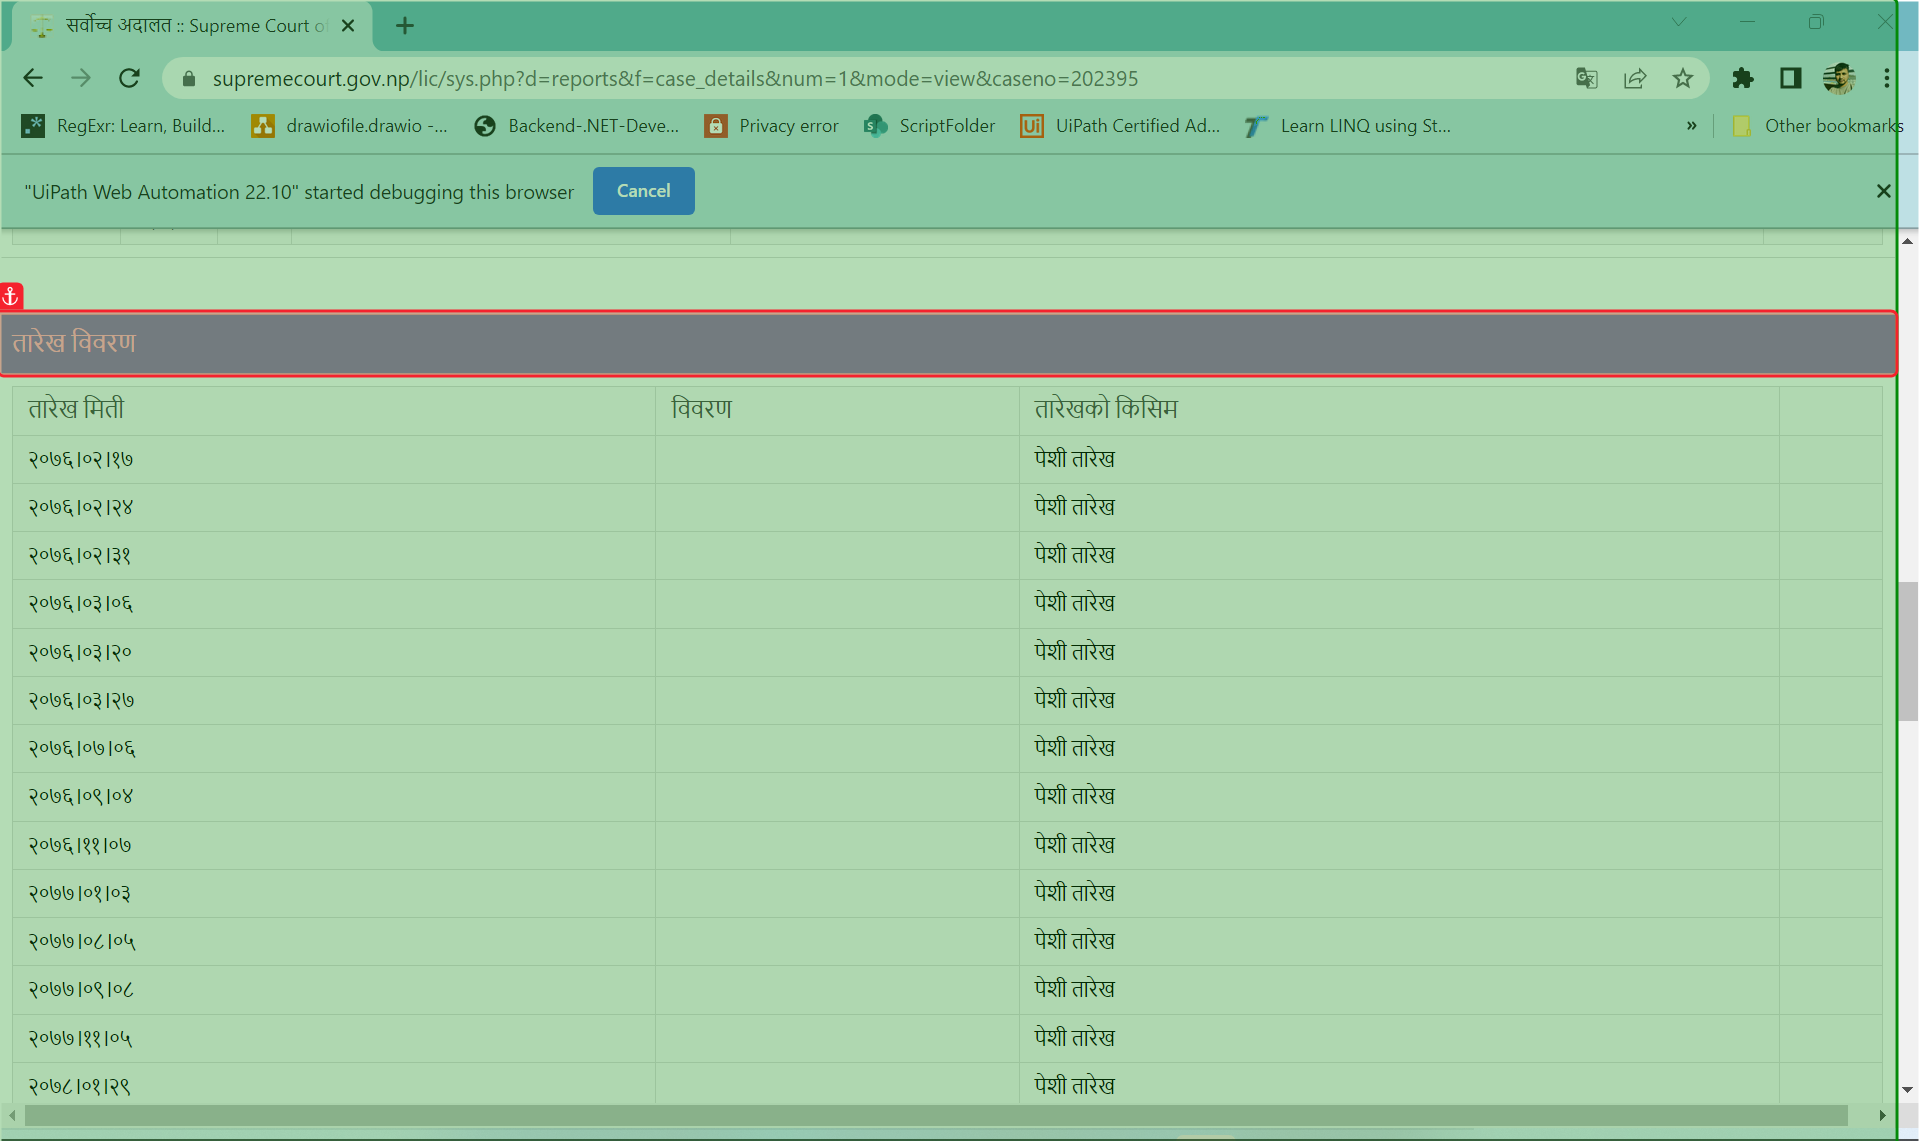 सर्वोच्च अदालत :: Supreme Court of
supremecourt.gov.np/lic/sys.php?d=reports&f=case_details&num=1&mode=view&caseno=202395
RegExr: Learn, Build... drawiofile.drawio -... Backend-.NET-Deve... Privacy error ScriptFolder UiPath Certified Ad... Learn LINQ using St... » Other bookmarks
"UiPath Web Automation 22.10" started debugging this browser Cancel
तारेख विवरण
तारेख मिती विवरण तारेखको किसिम
२०७६।०२।१७ पेशी तारेख
२०७६।०२।२४ पेशी तारेख
२०७६।०२।३१ पेशी तारेख
२०७६।०३।०६ पेशी तारेख
२०७६।०३।२० पेशी तारेख
२०७६।०३।२७ पेशी तारेख
२०७६।०७।०६ पेशी तारेख
२०७६।०९।०४ पेशी तारेख
२०७६।११।०७ पेशी तारेख
२०७७।०१।०३ पेशी तारेख
२०७७।०८।०५ पेशी तारेख
२०७७।०९।०८ पेशी तारेख
२०७७।११।०५ पेशी तारेख
२०७८।०१।२९ पेशी तारेख